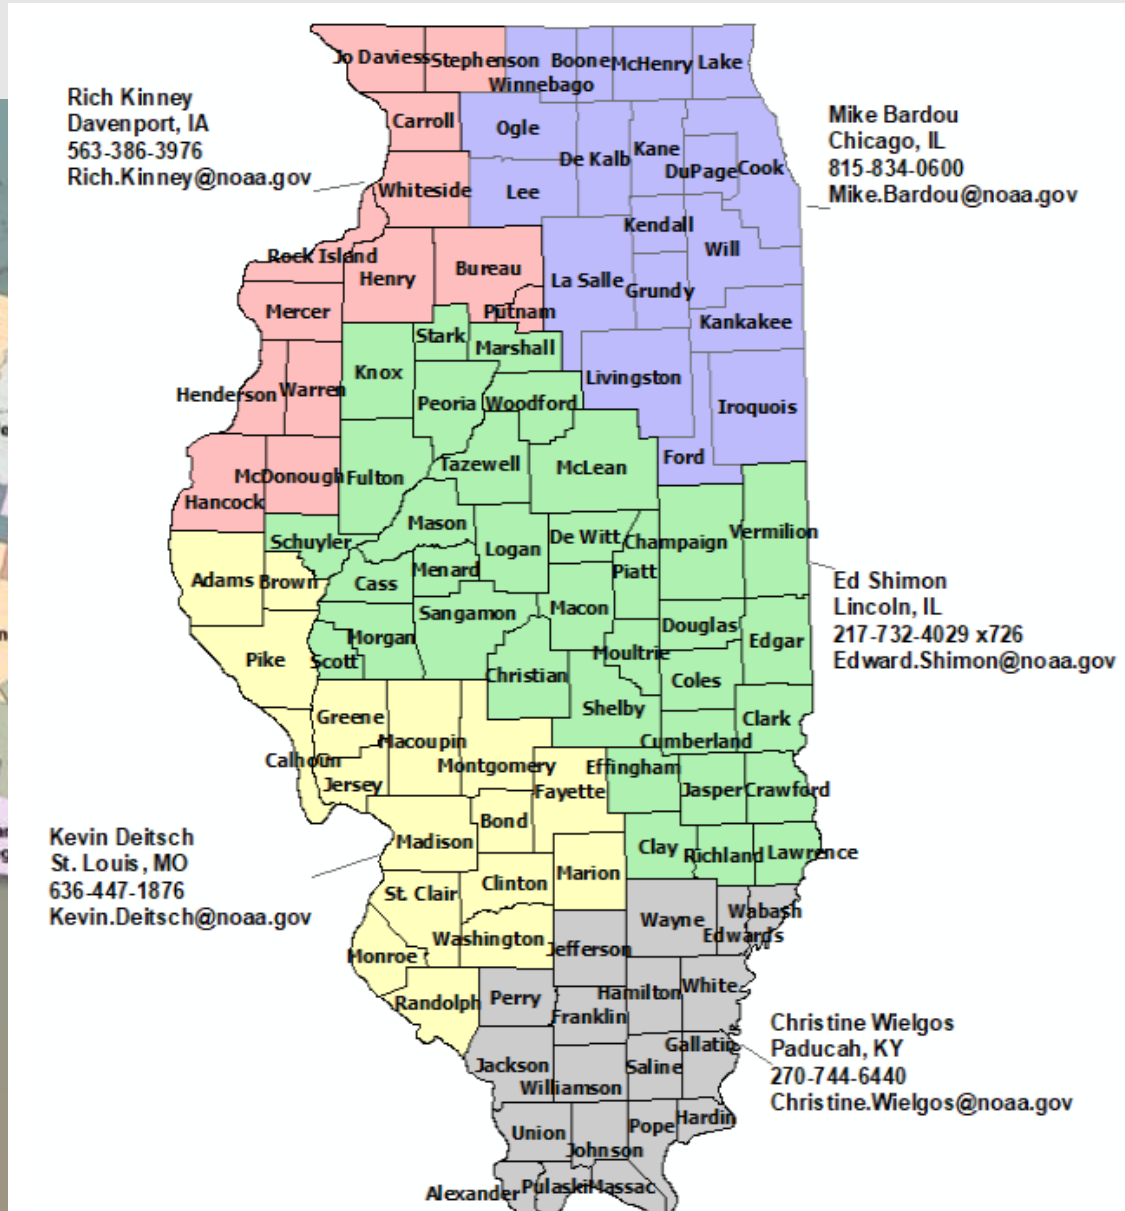 Jo Daviess
Stephenson
Winnebago
Boone
McHenry
Lake
Rich Kinney
Davenport, IA
563-386-3976
Rich.Kinney@noaa.gov
Mike Bardou
Chicago, IL
815-834-0600
Mike.Bardou@noaa.gov
Carroll
Ogle
De Kalb
Kane
DuPage
Cook
Whiteside
Lee
Kendall
Will
Rock Island
Henry
Bureau
La Salle
Grundy
Mercer
Putnam
Kankakee
Stark
Marshall
Knox
Henderson
Warren
Peoria
Woodford
Livingston
Iroquois
Ford
McDonough
Fulton
Tazewell
McLean
Hancock
Mason
Schuyler
Logan
De Witt
Champaign
Vermilion
Adams
Brown
Cass
Menard
Piatt
Ed Shimon
Lincoln, IL
217-732-4029 x726
Edward.Shimon@noaa.gov
Sangamon
Macon
Douglas
Edgar
Morgan
Pike
Scott
Moultrie
Christian
Coles
Shelby
Greene
Clark
Macoupin
Cumberland
Calhoun
Montgomery
Effingham
Jersey
Fayette
Jasper
Crawford
Bond
Madison
Clay
Richland
Lawrence
Kevin Deitsch
St. Louis, MO
636-447-1876
Kevin.Deitsch@noaa.gov
Marion
St. Clair
Clinton
Wayne
Wabash
Edwards
Washington
Jefferson
Monroe
Randolph
Perry
Hamilton
White
Franklin
Christine Wielgos
Paducah, KY
270-744-6440
Christine.Wielgos@noaa.gov
Gallatin
Jackson
Saline
Williamson
Hardin
Pope
Union
Johnson
Alexander
Pulaski
Massac